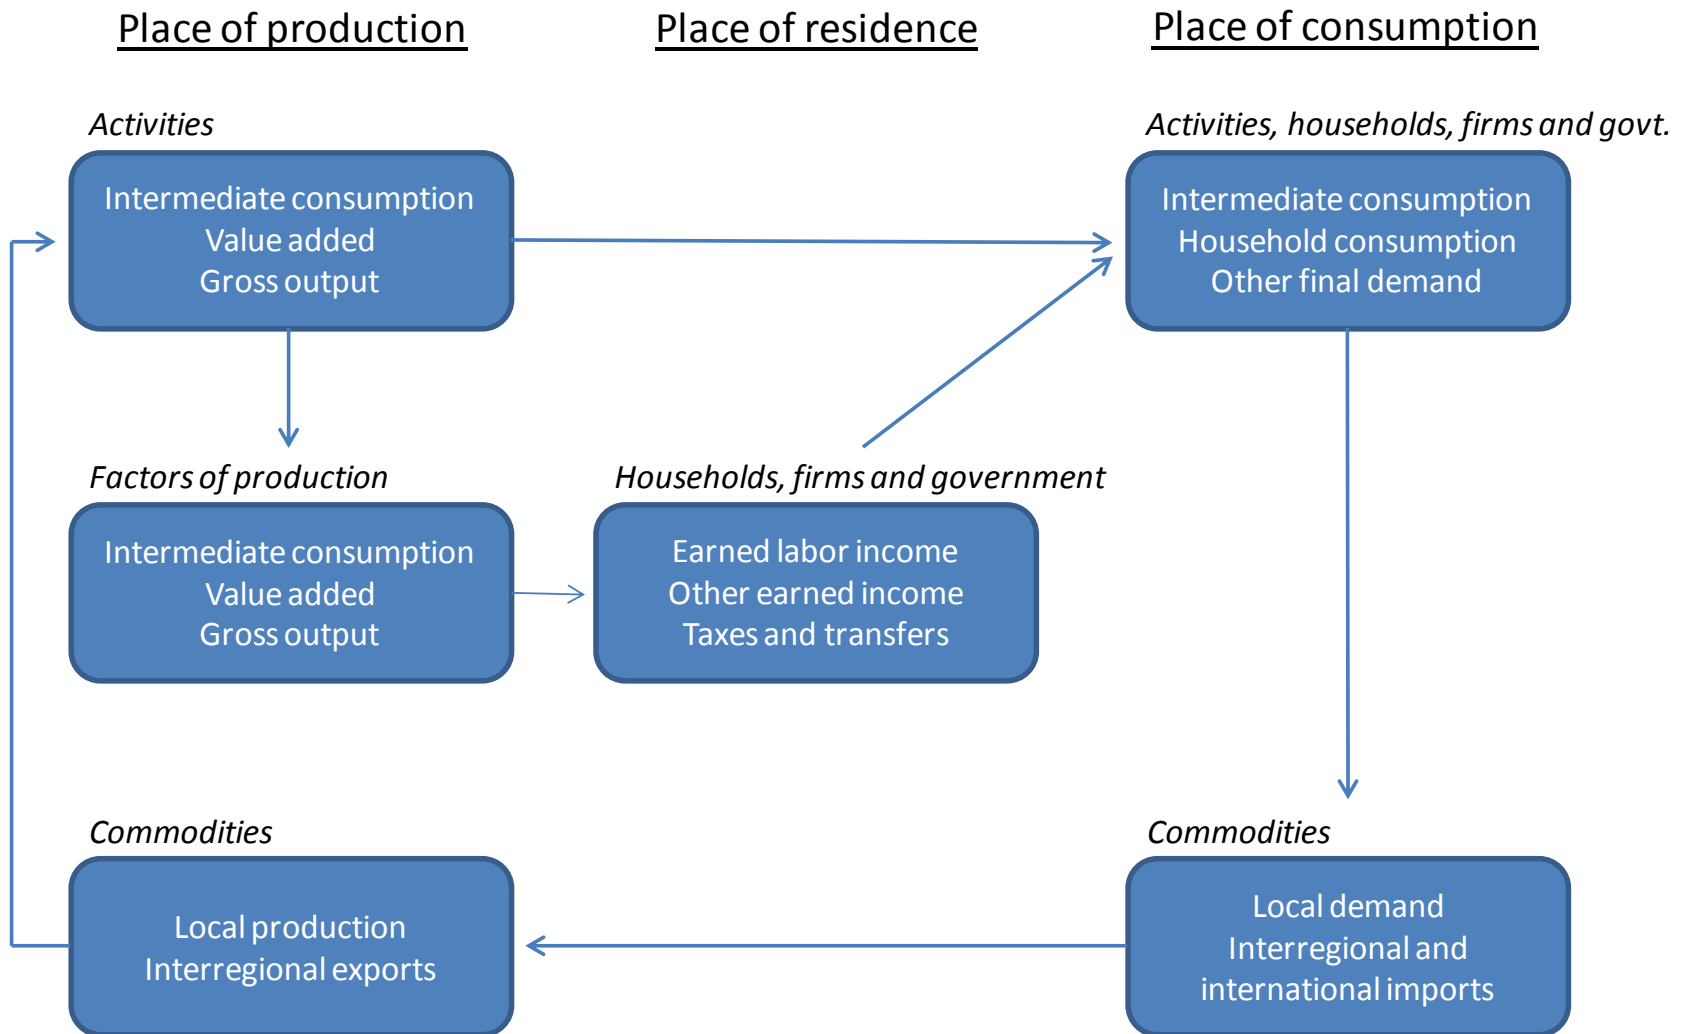 Place of production
Place of residence
Place of consumption
Activities
Activities, households, firms and govt.
Intermediate consumption
Value added
Gross output
Intermediate consumption
Household consumption
Other final demand
Factors of production
Households, firms and government
Intermediate consumption
Value added
Gross output
Earned labor income
Other earned income
Taxes and transfers
Commodities
Commodities
Local production
Interregional exports
Local demand
Interregional and
international imports